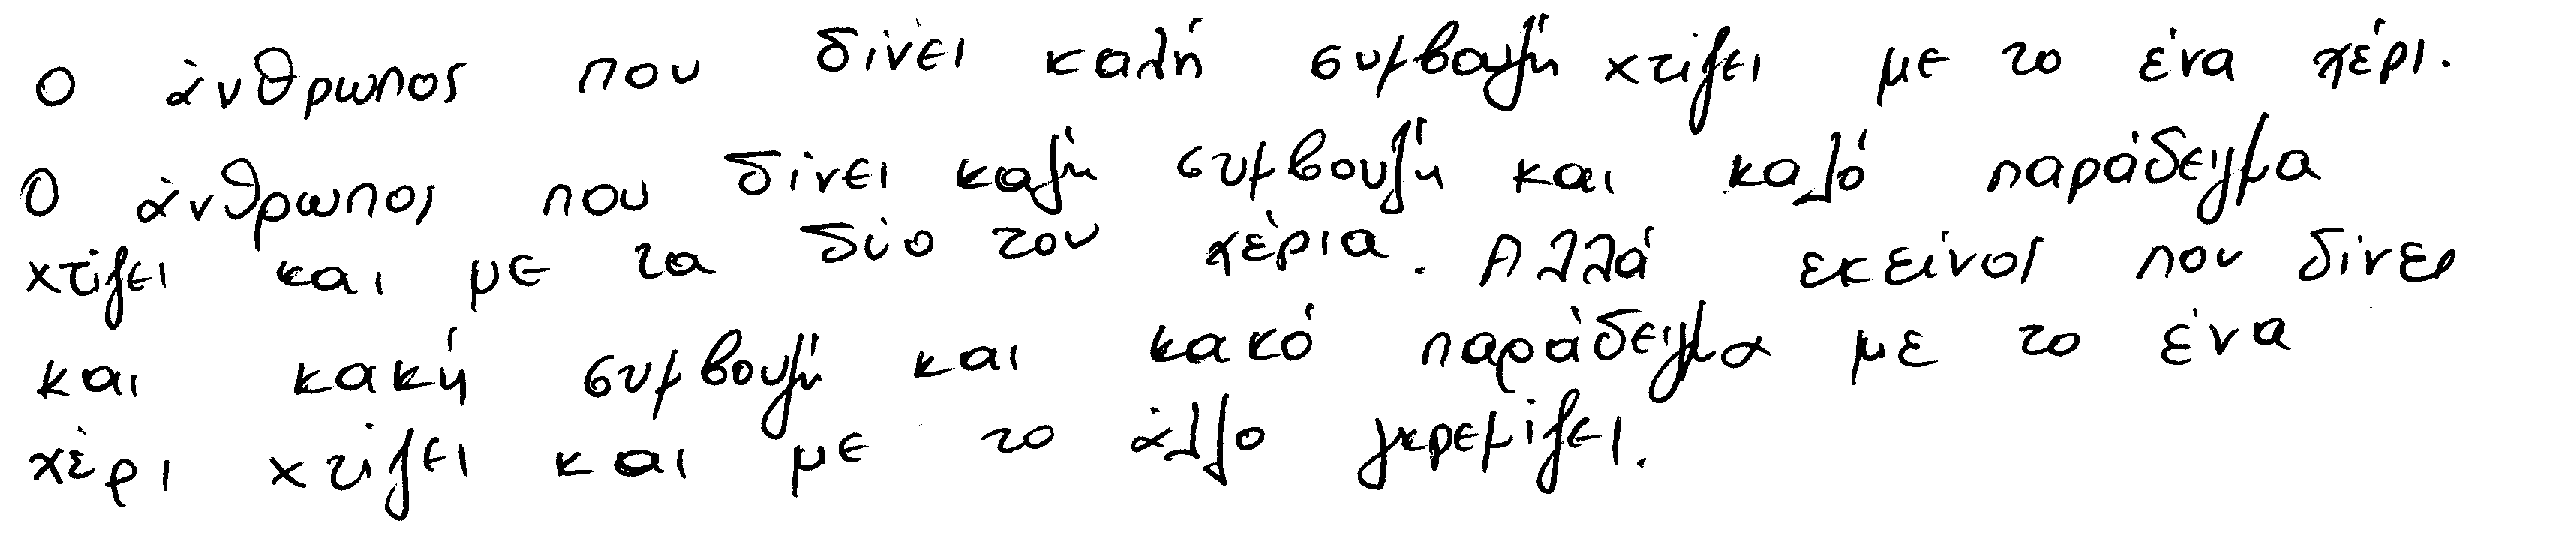 Ο άνθρωπος που δίνει καλή συμβουλή χτίζει με το ένα χέρι.
Ο άνθρωπος που δίνει καλή συμβουλή και καλό παράδειγμα
χτίζει και με τα δύο του χέρια. Αλλά εκείνος που δίνει
και κακή συμβουλή και κακό παράδειγμα με το ένα
χέρι χτίζει και με το άλλο γκρεμίζει.